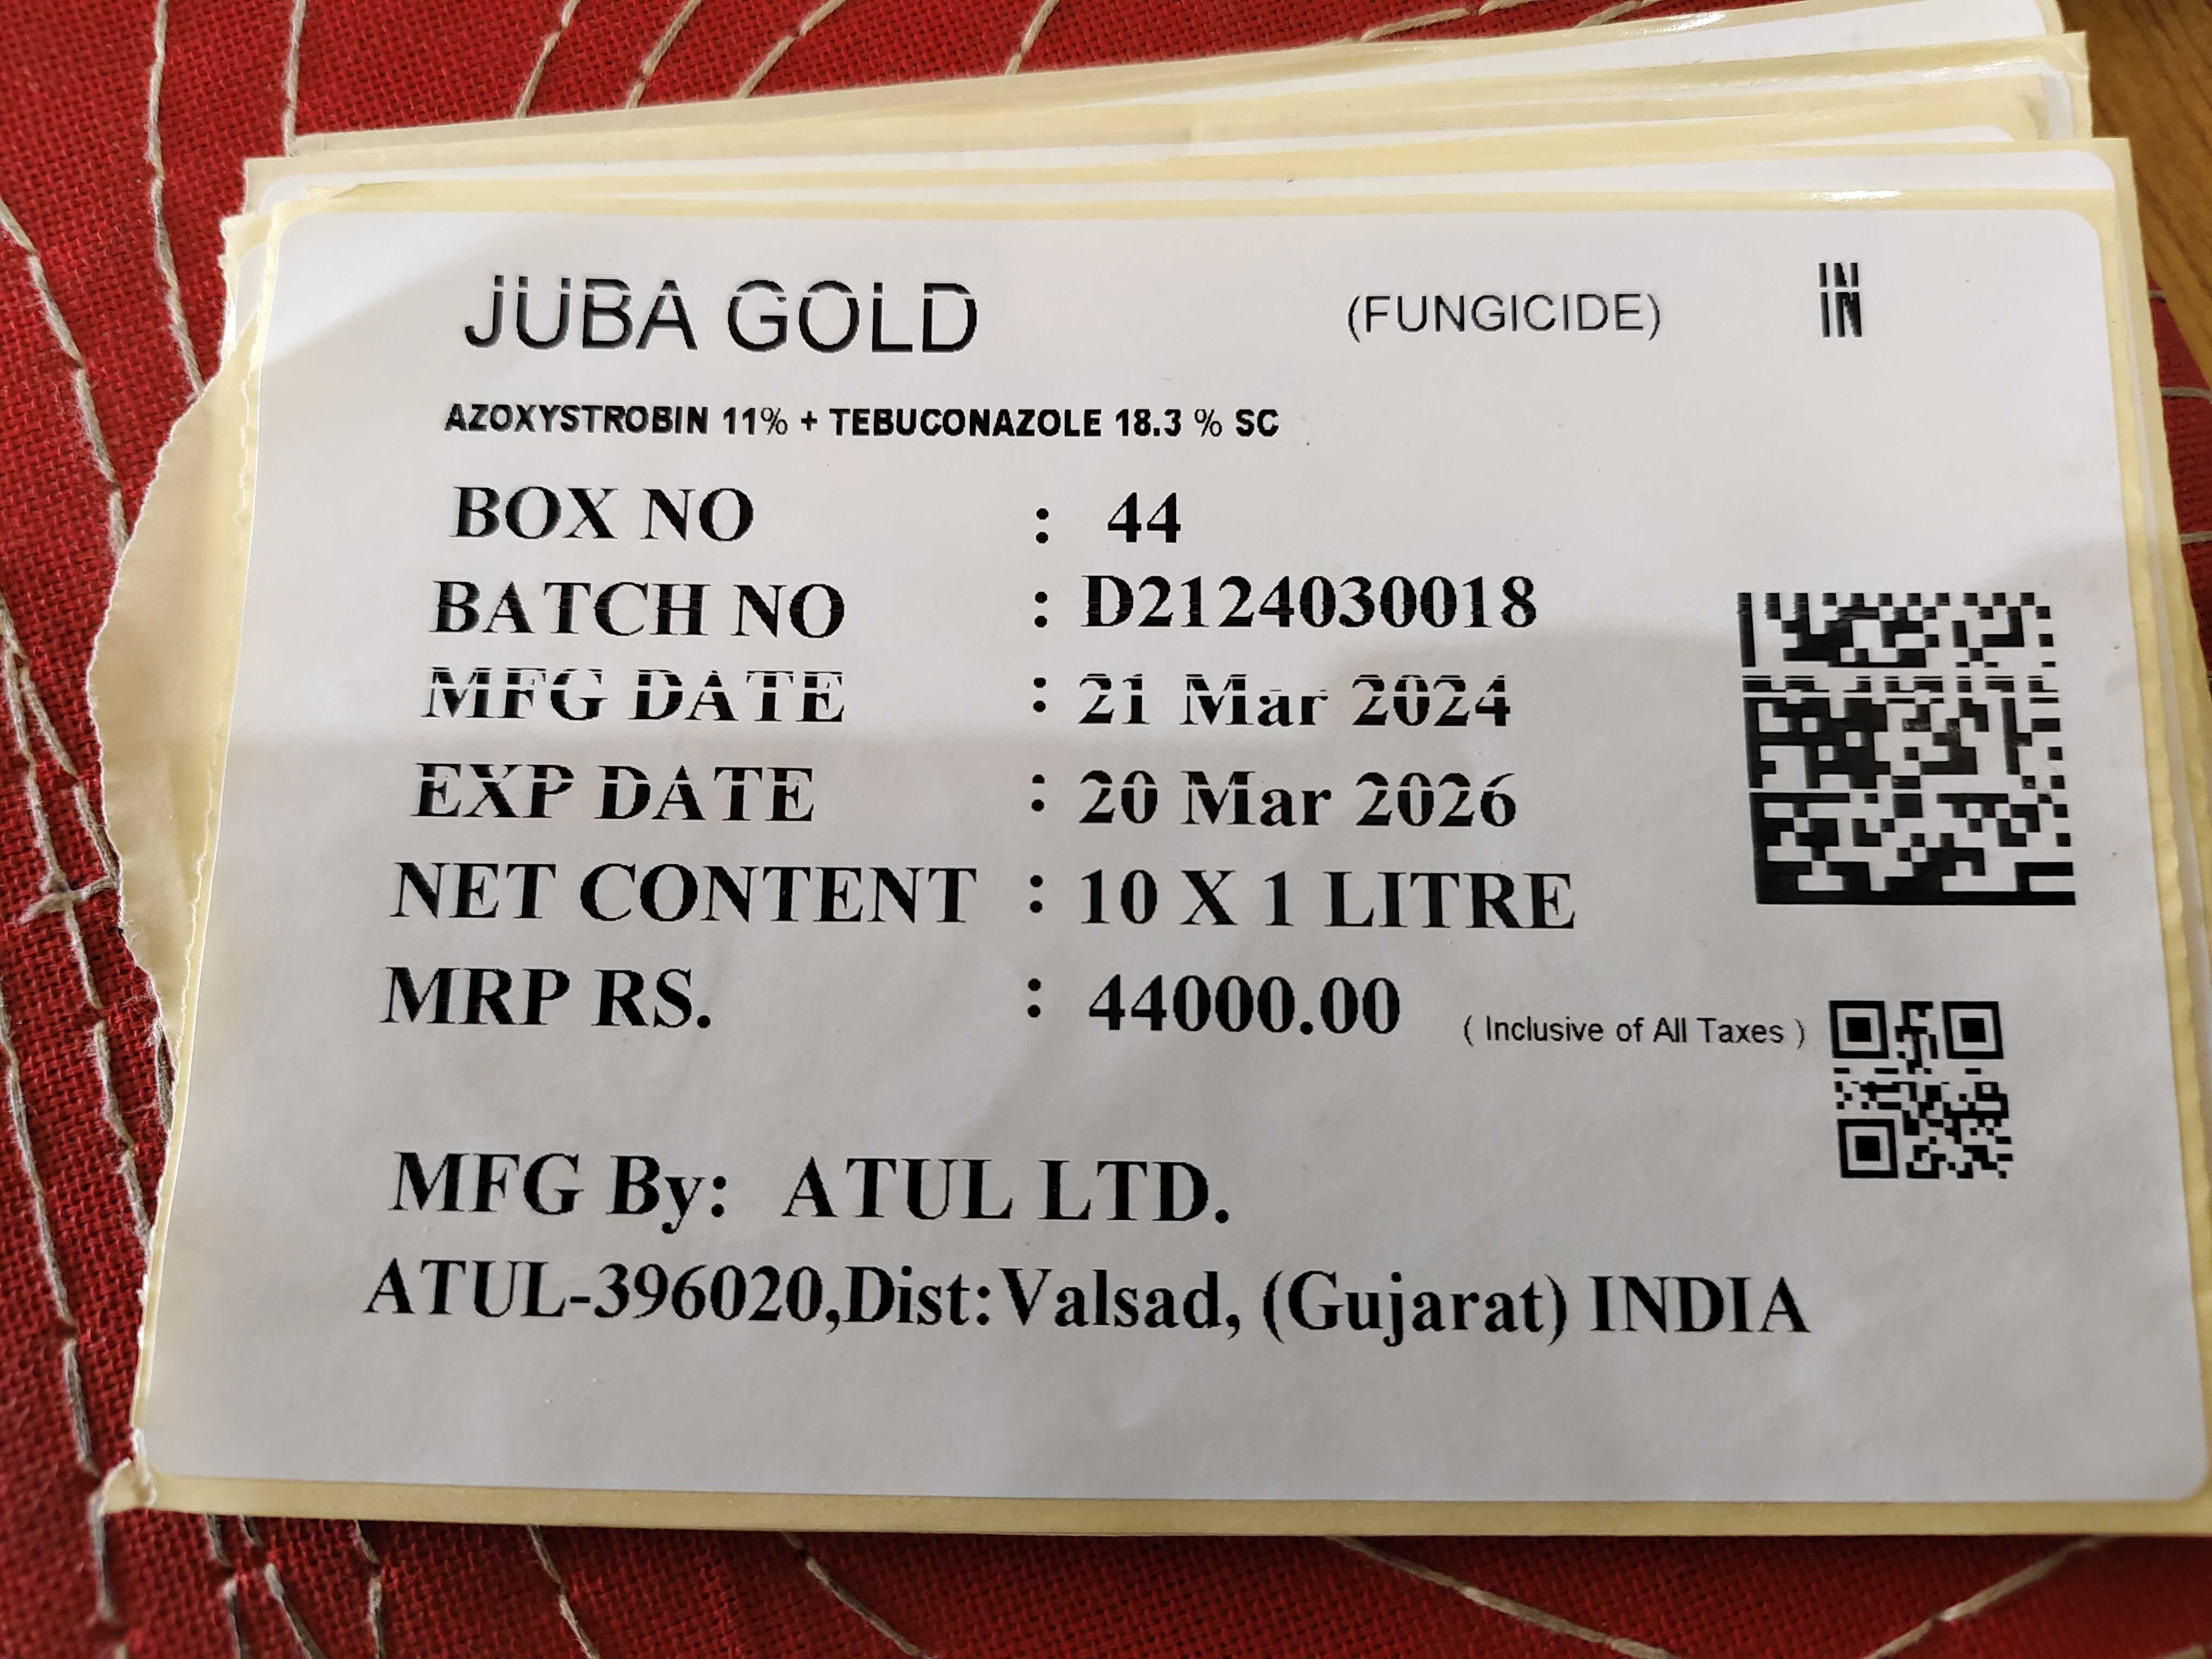 JUBA GOLD (FUNGICIDE) IN
AZOXYSTROBIN 11% + TEBUCONAZOLE 18.3 % SC
BOX NO : 44
BATCH NO : D2124030018
MFG DATE : 21 Mar 2024
EXP DATE : 20 Mar 2026
NET CONTENT : 10 X 1 LITRE
MRP RS. : 44000.00 ( Inclusive of All Taxes )
MFG By: ATUL LTD.
ATUL-396020,Dist:Valsad, (Gujarat) INDIA